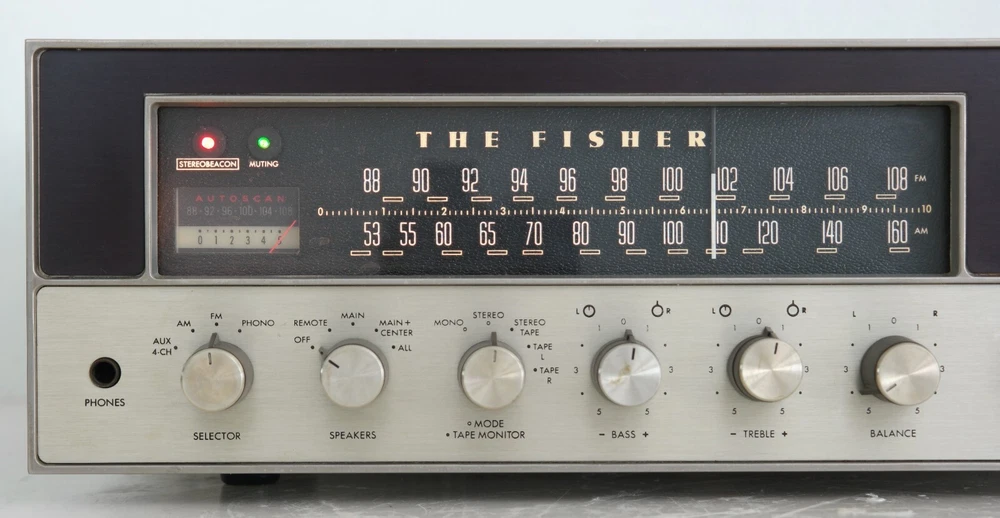 THE FISHER
STEREOBEACON MUTING
88 90 92 94 96 98 100 102 104 106 108 FM
AUTOSCAN
88·92·96·100·104·108
0 1 2 3 4 5 6 7 8 9 10
0 1 2 3 4 5
53 55 60 65 70 80 90 100 110 120 140 160 AM
PHONES
AUX
4-CH
AM
FM
PHONO
SELECTOR
OFF
REMOTE
MAIN
MAIN +
CENTER
ALL
SPEAKERS
MONO
STEREO
STEREO
TAPE
TAPE
L
TAPE
R
MODE
TAPE MONITOR
L R
1 0 1
3 3
5 5
− BASS +
L R
1 0 1
3 3
5 5
− TREBLE +
L R
1 0 1
3
5 5
BALANCE